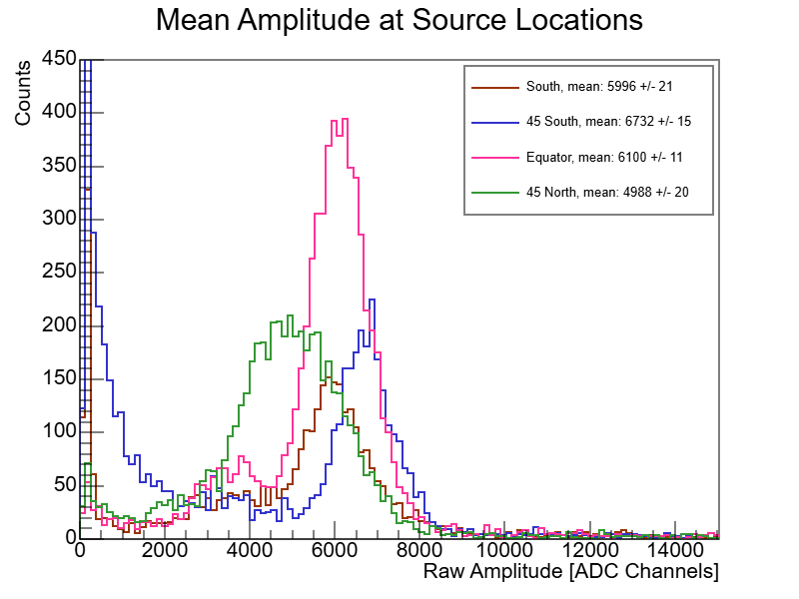 Mean Amplitude at Source Locations
Counts
450
400
350
300
250
200
150
100
50
0
South, mean: 5996 +/- 21
45 South, mean: 6732 +/- 15
Equator, mean: 6100 +/- 11
45 North, mean: 4988 +/- 20
0 2000 4000 6000 8000 10000 12000 14000
Raw Amplitude [ADC Channels]